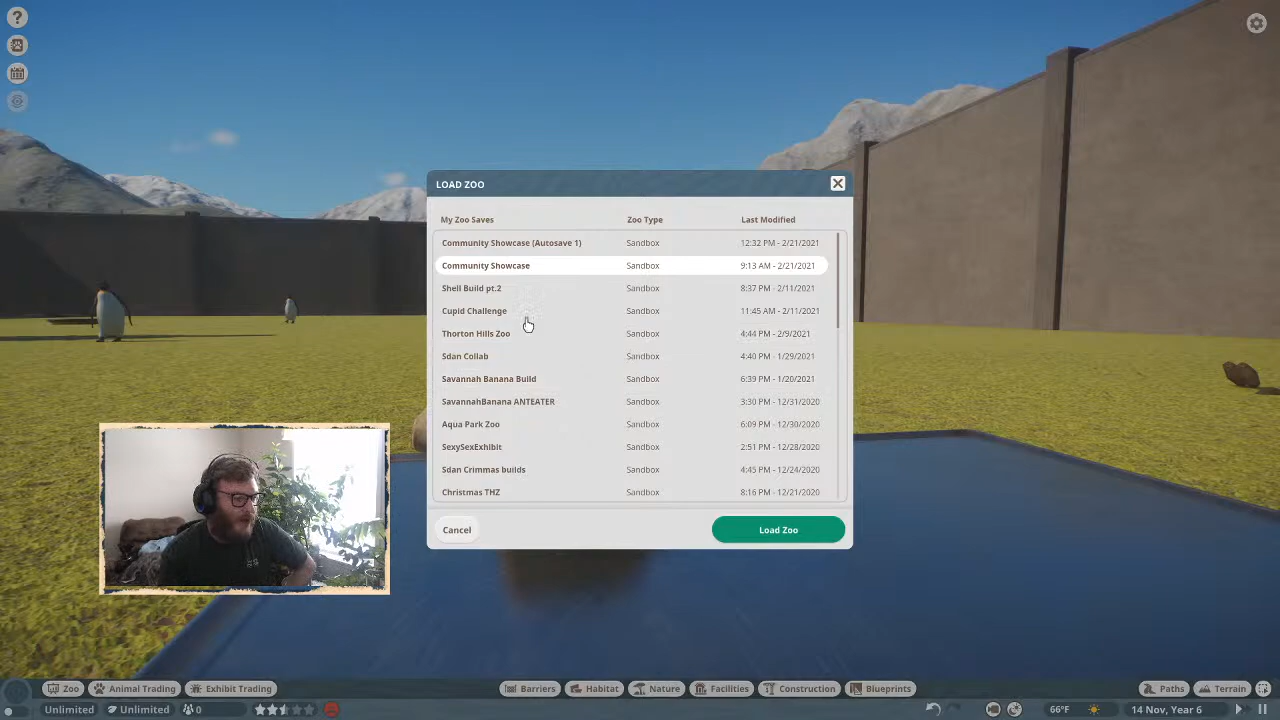 ?
LOAD ZOO
My Zoo Saves Zoo Type Last Modified
Community Showcase (Autosave 1) Sandbox 12:32 PM - 2/21/2021
Community Showcase Sandbox 9:13 AM - 2/21/2021
Shell Build pt.2 Sandbox 8:37 PM - 2/11/2021
Cupid Challenge Sandbox 11:45 AM - 2/11/2021
Thorton Hills Zoo Sandbox 4:44 PM - 2/9/2021
Sdan Collab Sandbox 4:40 PM - 1/29/2021
Savannah Banana Build Sandbox 6:39 PM - 1/20/2021
SavannahBanana ANTEATER Sandbox 3:30 PM - 12/31/2020
Aqua Park Zoo Sandbox 6:09 PM - 12/30/2020
SexySexExhibit Sandbox 2:51 PM - 12/28/2020
Sdan Crimmas builds Sandbox 4:45 PM - 12/24/2020
Christmas THZ Sandbox 8:16 PM - 12/21/2020
Cancel Load Zoo
Zoo Animal Trading Exhibit Trading Barriers Habitat Nature Facilities Construction Blueprints Paths Terrain
Unlimited Unlimited 0 66°F 14 Nov, Year 6